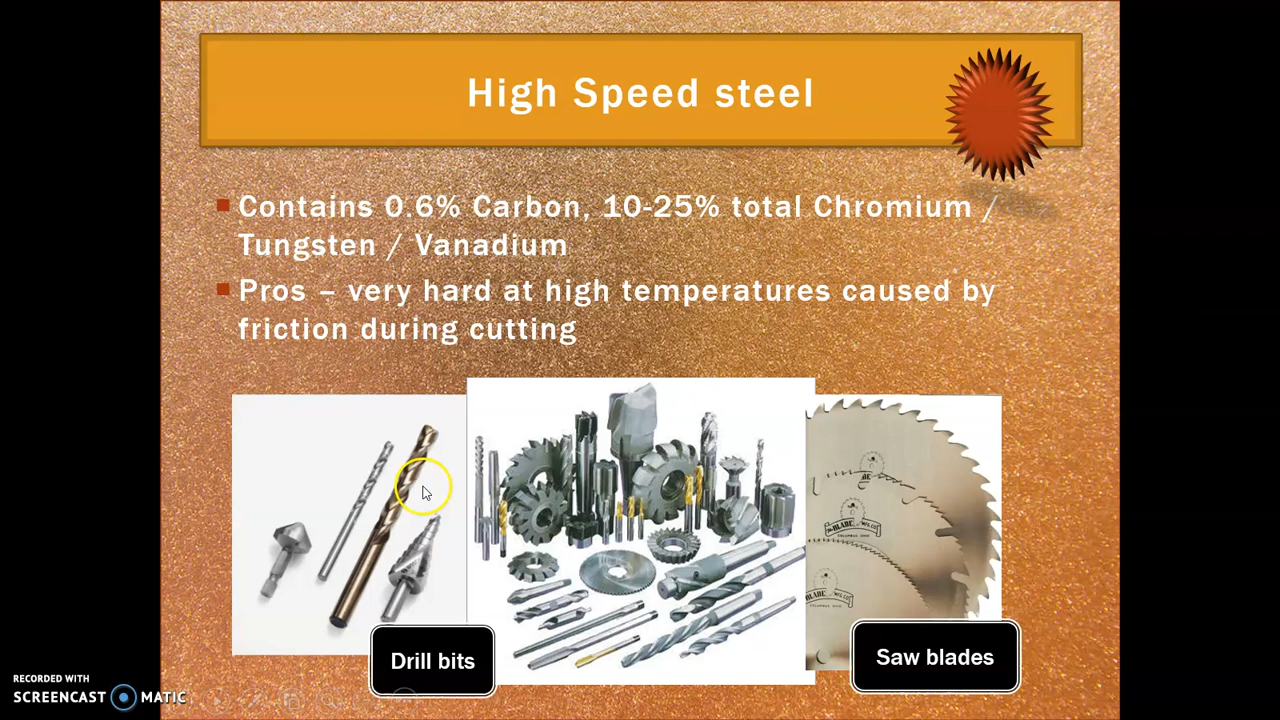 High Speed steel
Contains 0.6% Carbon, 10-25% total Chromium /
Tungsten / Vanadium
Pros – very hard at high temperatures caused by
friction during cutting
Drill bits
Saw blades
RECORDED WITH
SCREENCAST MATIC